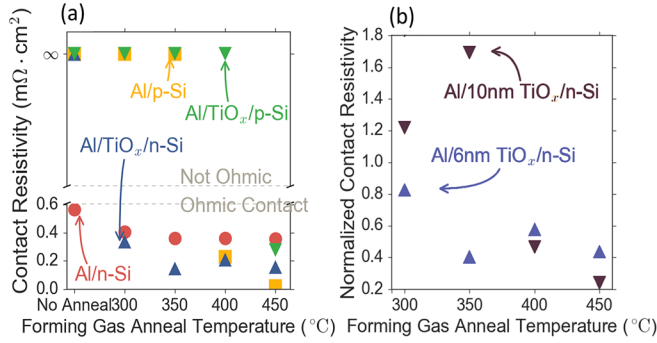 (a)
Contact Resistivity (mΩ · cm²)
∞
0.6
0.4
0.2
0.0
Al/p-Si
Al/TiOₓ/p-Si
Al/TiOₓ/n-Si
Not Ohmic
Ohmic Contact
Al/n-Si
No Anneal 300 350 400 450
Forming Gas Anneal Temperature (°C)
(b)
Normalized Contact Resistivity
1.8
1.6
1.4
1.2
1.0
0.8
0.6
0.4
0.2
Al/10nm TiOₓ/n-Si
Al/6nm TiOₓ/n-Si
300 350 400 450
Forming Gas Anneal Temperature (°C)